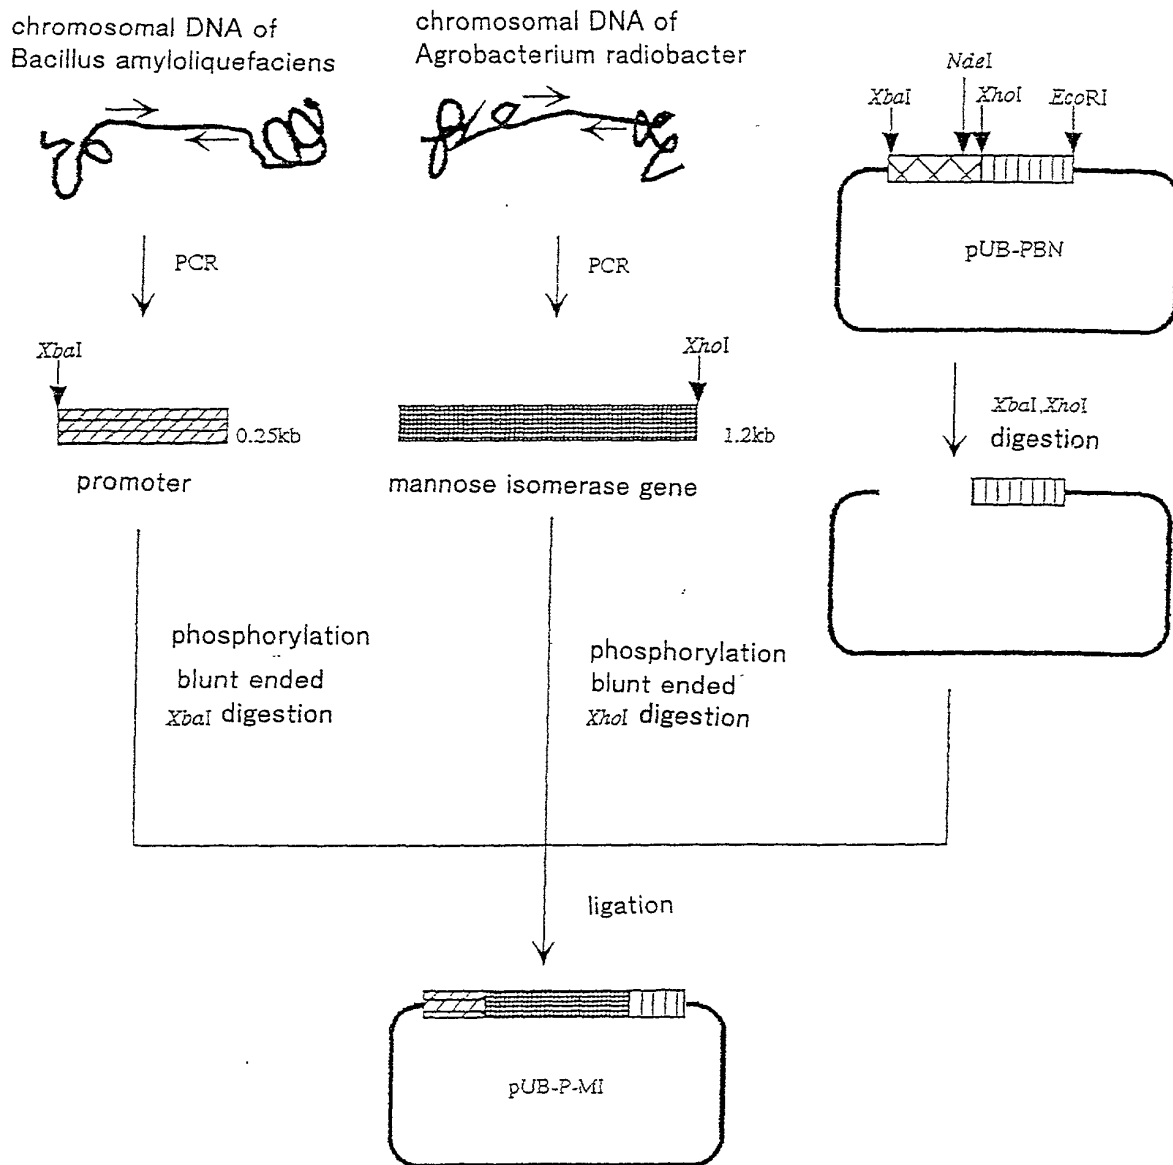 chromosomal DNA of
Bacillus amyloliquefaciens
chromosomal DNA of
Agrobacterium radiobacter
NdeI
XbaI
XhoI
EcoRI
pUB-PBN
PCR
PCR
XbaI
XhoI
0.25kb
1.2kb
promoter
mannose isomerase gene
XbaI,XhoI
digestion
phosphorylation
blunt ended
XbaI digestion
phosphorylation
blunt ended
XhoI digestion
ligation
pUB-P-MI